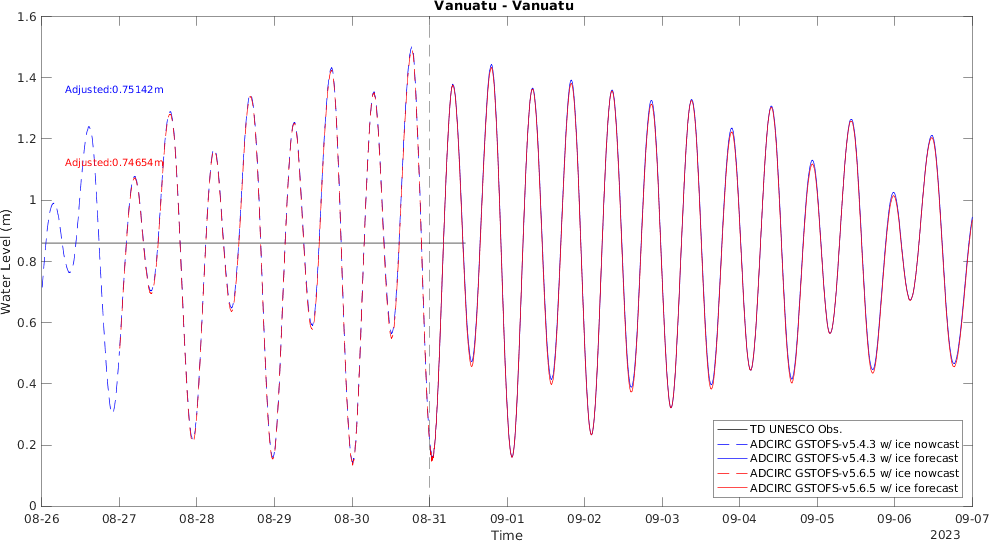 Vanuatu - Vanuatu
1.6
1.4
1.2
1
0.8
0.6
0.4
0.2
0
Water Level (m)
Adjusted:0.75142m
Adjusted:0.74654m
TD UNESCO Obs.
ADCIRC GSTOFS-v5.4.3 w/ ice nowcast
ADCIRC GSTOFS-v5.4.3 w/ ice forecast
ADCIRC GSTOFS-v5.6.5 w/ ice nowcast
ADCIRC GSTOFS-v5.6.5 w/ ice forecast
08-26 08-27 08-28 08-29 08-30 08-31 09-01 09-02 09-03 09-04 09-05 09-06 09-07
Time
2023